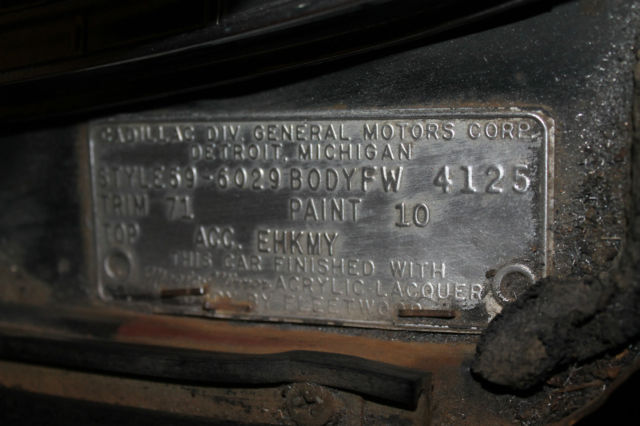 CADILLAC DIV. GENERAL MOTORS CORP.
DETROIT, MICHIGAN
STYLE 59-6029 BODY FW 4125
TRIM 71 PAINT 10
TOP ACC. EHKMY
THIS CAR FINISHED WITH
ACRYLIC LACQUER
BY FLEETWOOD